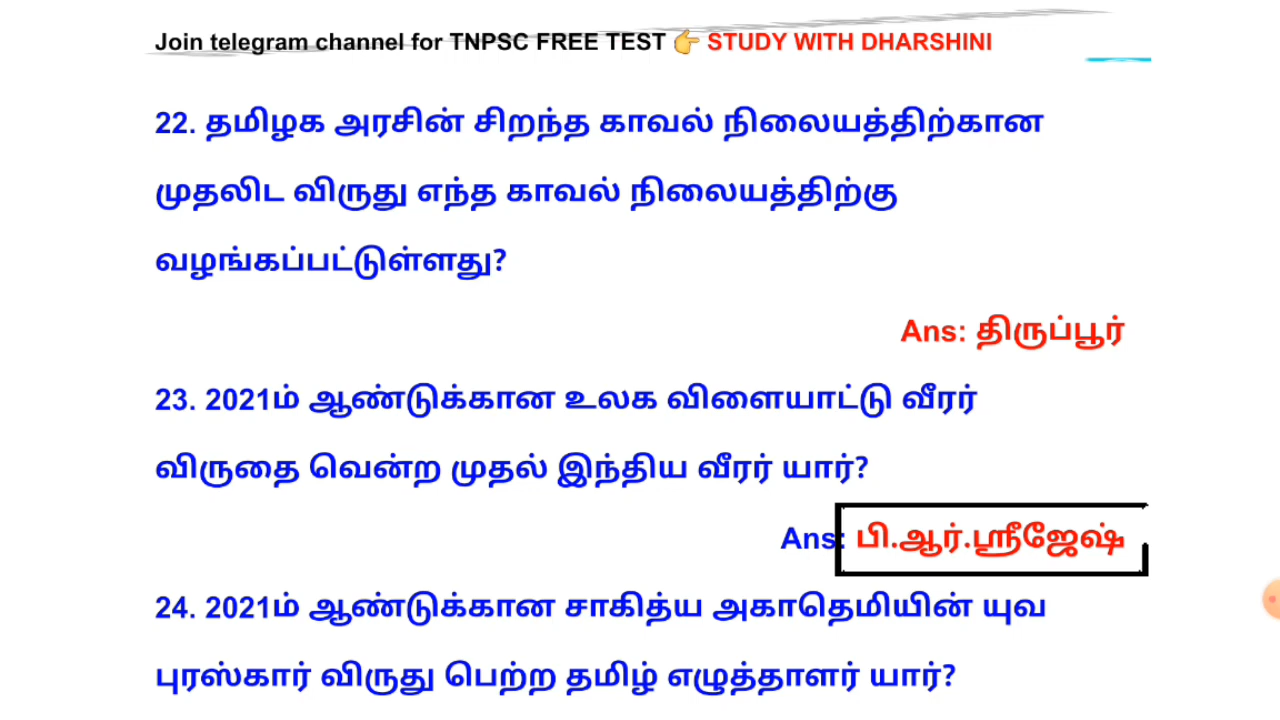 Join telegram channel for TNPSC FREE TEST 👉 STUDY WITH DHARSHINI
22. தமிழக அரசின் சிறந்த காவல் நிலையத்திற்கான
முதலிட விருது எந்த காவல் நிலையத்திற்கு
வழங்கப்பட்டுள்ளது?
Ans: திருப்பூர்
23. 2021ம் ஆண்டுக்கான உலக விளையாட்டு வீரர்
விருதை வென்ற முதல் இந்திய வீரர் யார்?
Ans: பி.ஆர்.ஸ்ரீஜேஷ்
24. 2021ம் ஆண்டுக்கான சாகித்ய அகாதெமியின் யுவ
புரஸ்கார் விருது பெற்ற தமிழ் எழுத்தாளர் யார்?